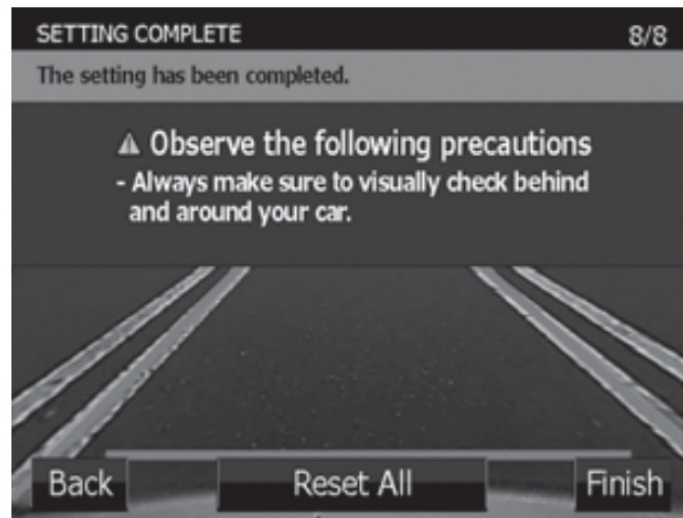 SETTING COMPLETE 8/8
The setting has been completed.
Observe the following precautions
- Always make sure to visually check behind
and around your car.
Back Reset All Finish